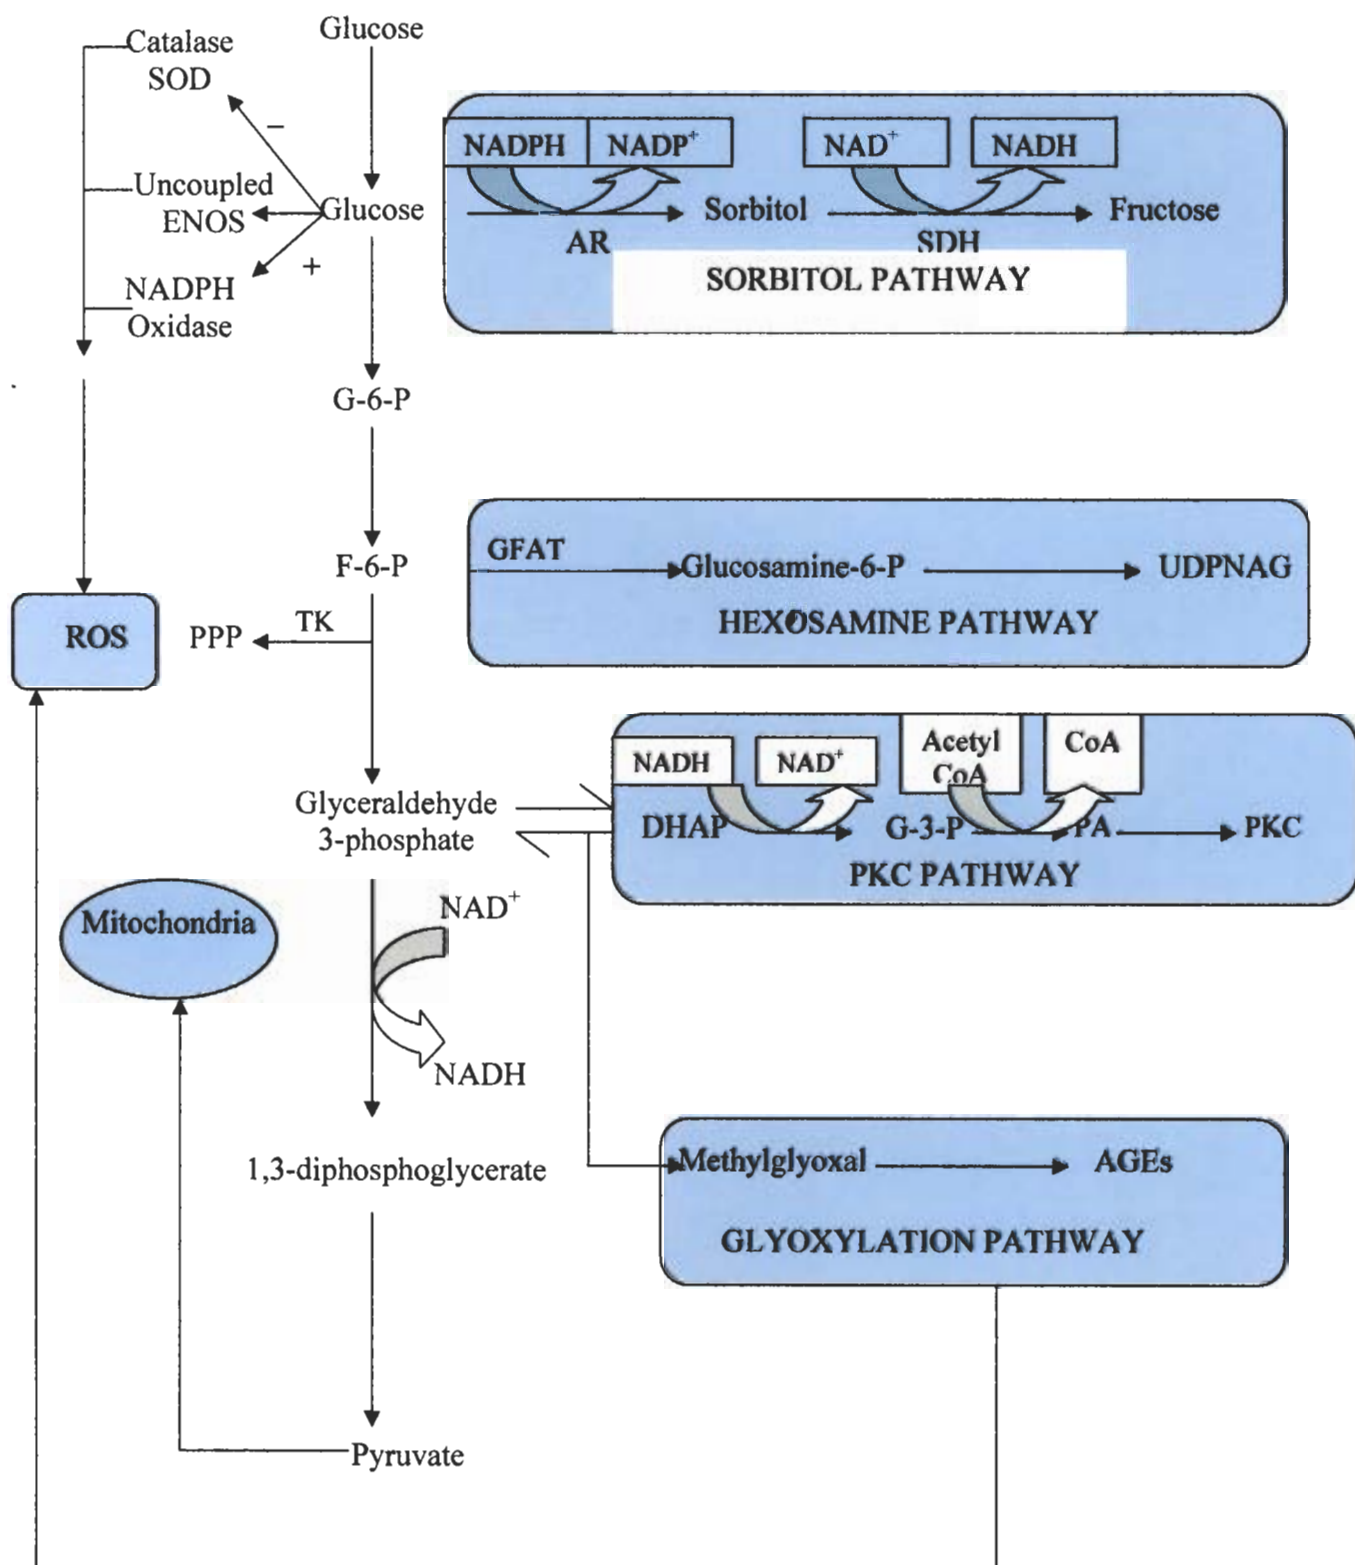 Glucose
Catalase
SOD
–
Uncoupled
ENOS
Glucose
+
NADPH
Oxidase
NADPH
NADP+
NAD+
NADH
Sorbitol
Fructose
AR
SDH
SORBITOL PATHWAY
G-6-P
F-6-P
GFAT
Glucosamine-6-P
UDPNAG
HEXOSAMINE PATHWAY
ROS
PPP
TK
Glyceraldehyde
3-phosphate
NADH
NAD+
Acetyl
CoA
CoA
DHAP
G-3-P
PA
PKC
PKC PATHWAY
Mitochondria
NAD+
NADH
1,3-diphosphoglycerate
Methylglyoxal
AGEs
GLYOXYLATION PATHWAY
Pyruvate